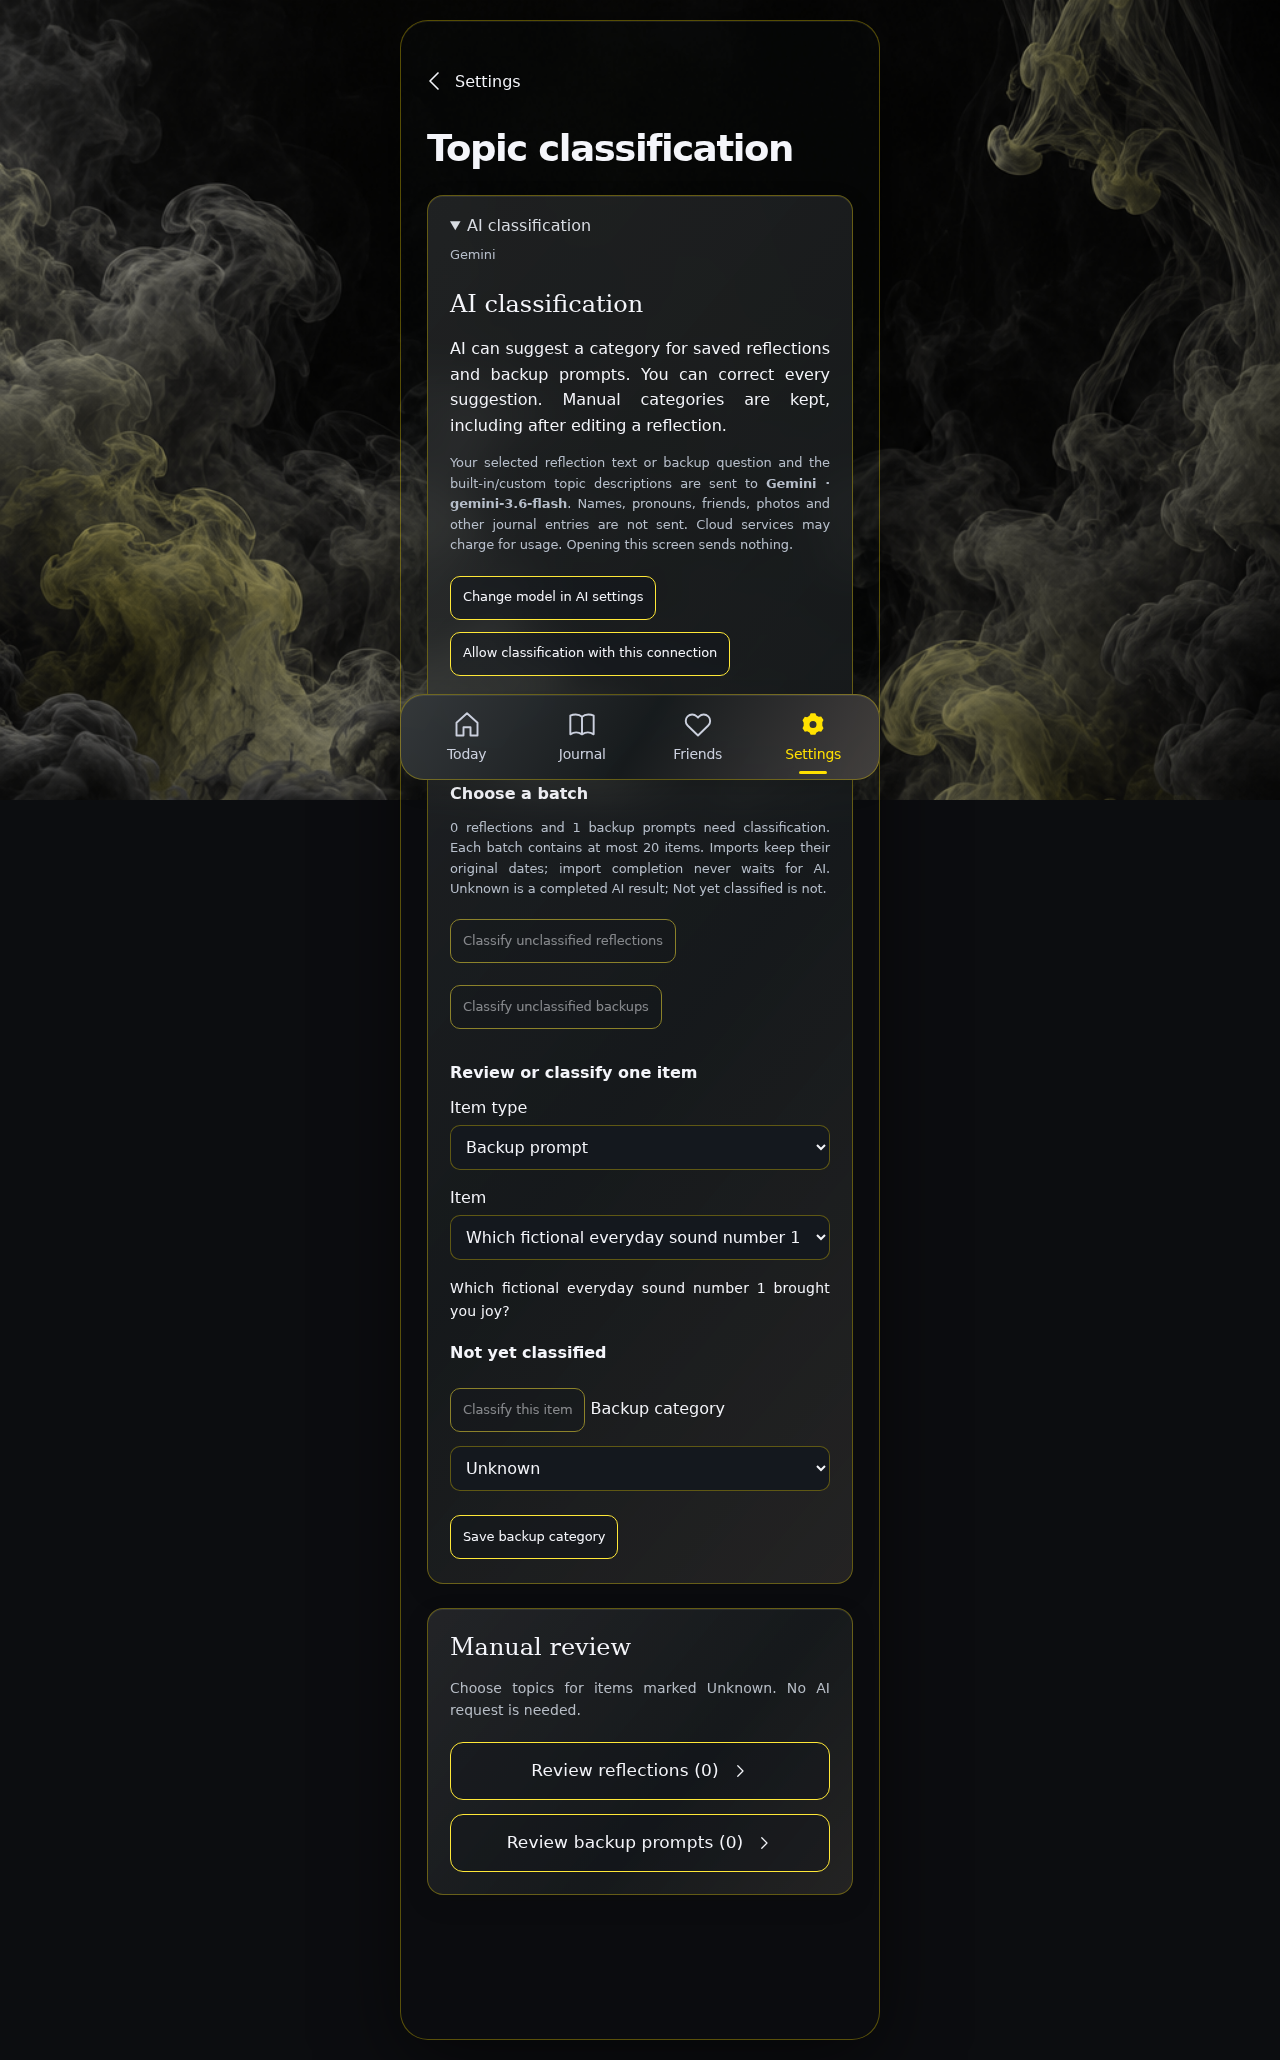 Settings
Topic classification
▼ AI classification
Gemini
AI classification
AI can suggest a category for saved reflections
and backup prompts. You can correct every
suggestion. Manual categories are kept,
including after editing a reflection.
Your selected reflection text or backup question and the
built-in/custom topic descriptions are sent to Gemini ·
gemini-3.6-flash. Names, pronouns, friends, photos and
other journal entries are not sent. Cloud services may
charge for usage. Opening this screen sends nothing.
Change model in AI settings
Allow classification with this connection
Today Journal Friends Settings
Choose a batch
0 reflections and 1 backup prompts need classification.
Each batch contains at most 20 items. Imports keep their
original dates; import completion never waits for AI.
Unknown is a completed AI result; Not yet classified is not.
Classify unclassified reflections
Classify unclassified backups
Review or classify one item
Item type
Backup prompt
Item
Which fictional everyday sound number 1
Which fictional everyday sound number 1 brought
you joy?
Not yet classified
Classify this item Backup category
Unknown
Save backup category
Manual review
Choose topics for items marked Unknown. No AI
request is needed.
Review reflections (0)
Review backup prompts (0)